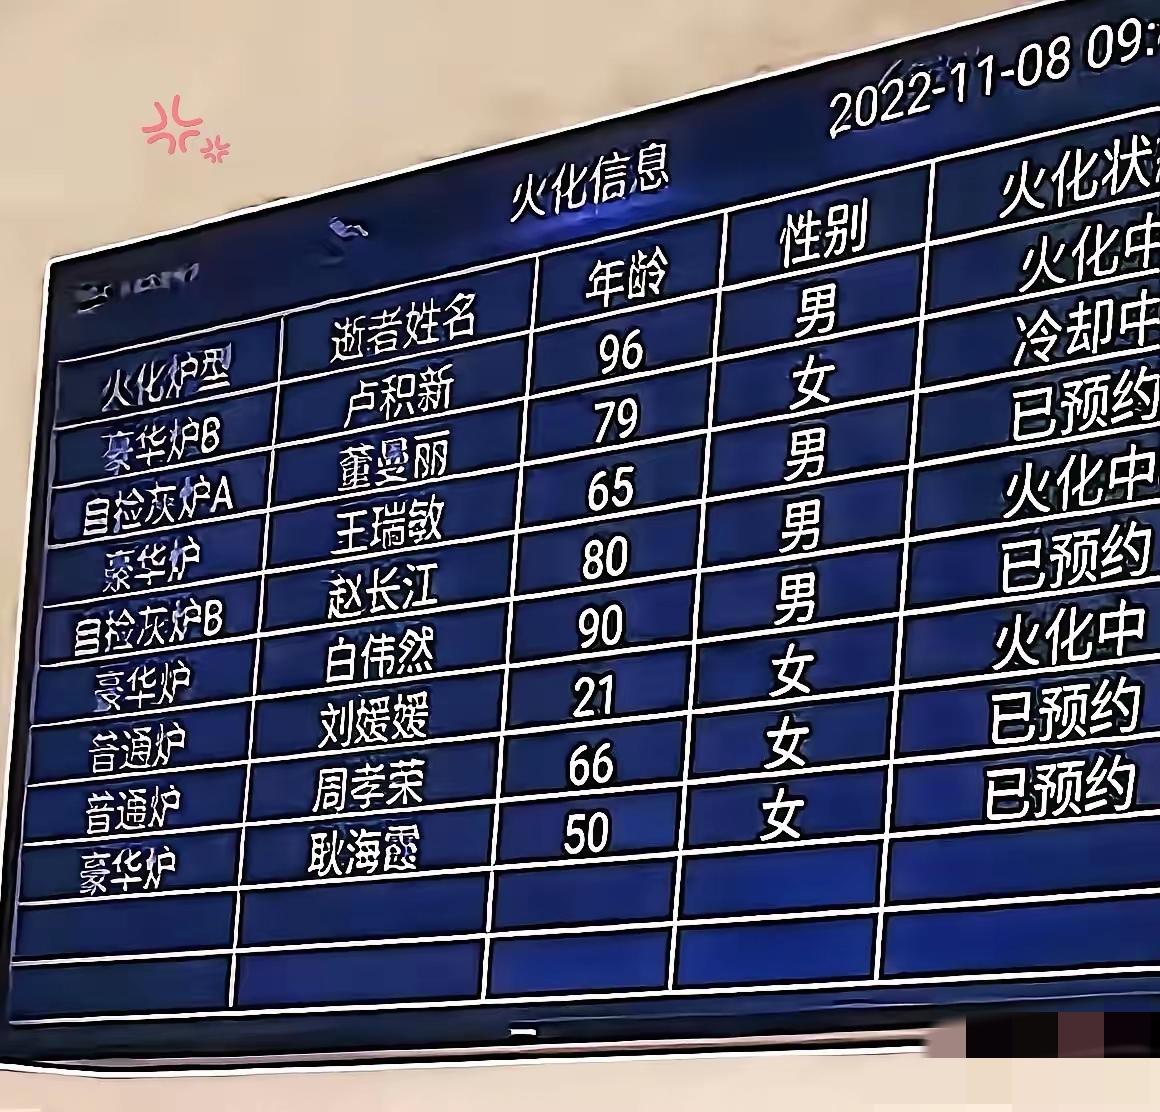 2022-11-08 09:
火化信息
火化炉型 逝者姓名 年龄 性别 火化状
豪华炉B 卢积新 96 男 火化中
自捡灰炉A 董曼丽 79 女 冷却中
豪华炉 王瑞敏 65 男 已预约
自捡灰炉B 赵长江 80 男 火化中
豪华炉 白伟然 90 男 已预约
普通炉 刘媛媛 21 女 火化中
普通炉 周孝荣 66 女 已预约
豪华炉 耿海霞 50 女 已预约